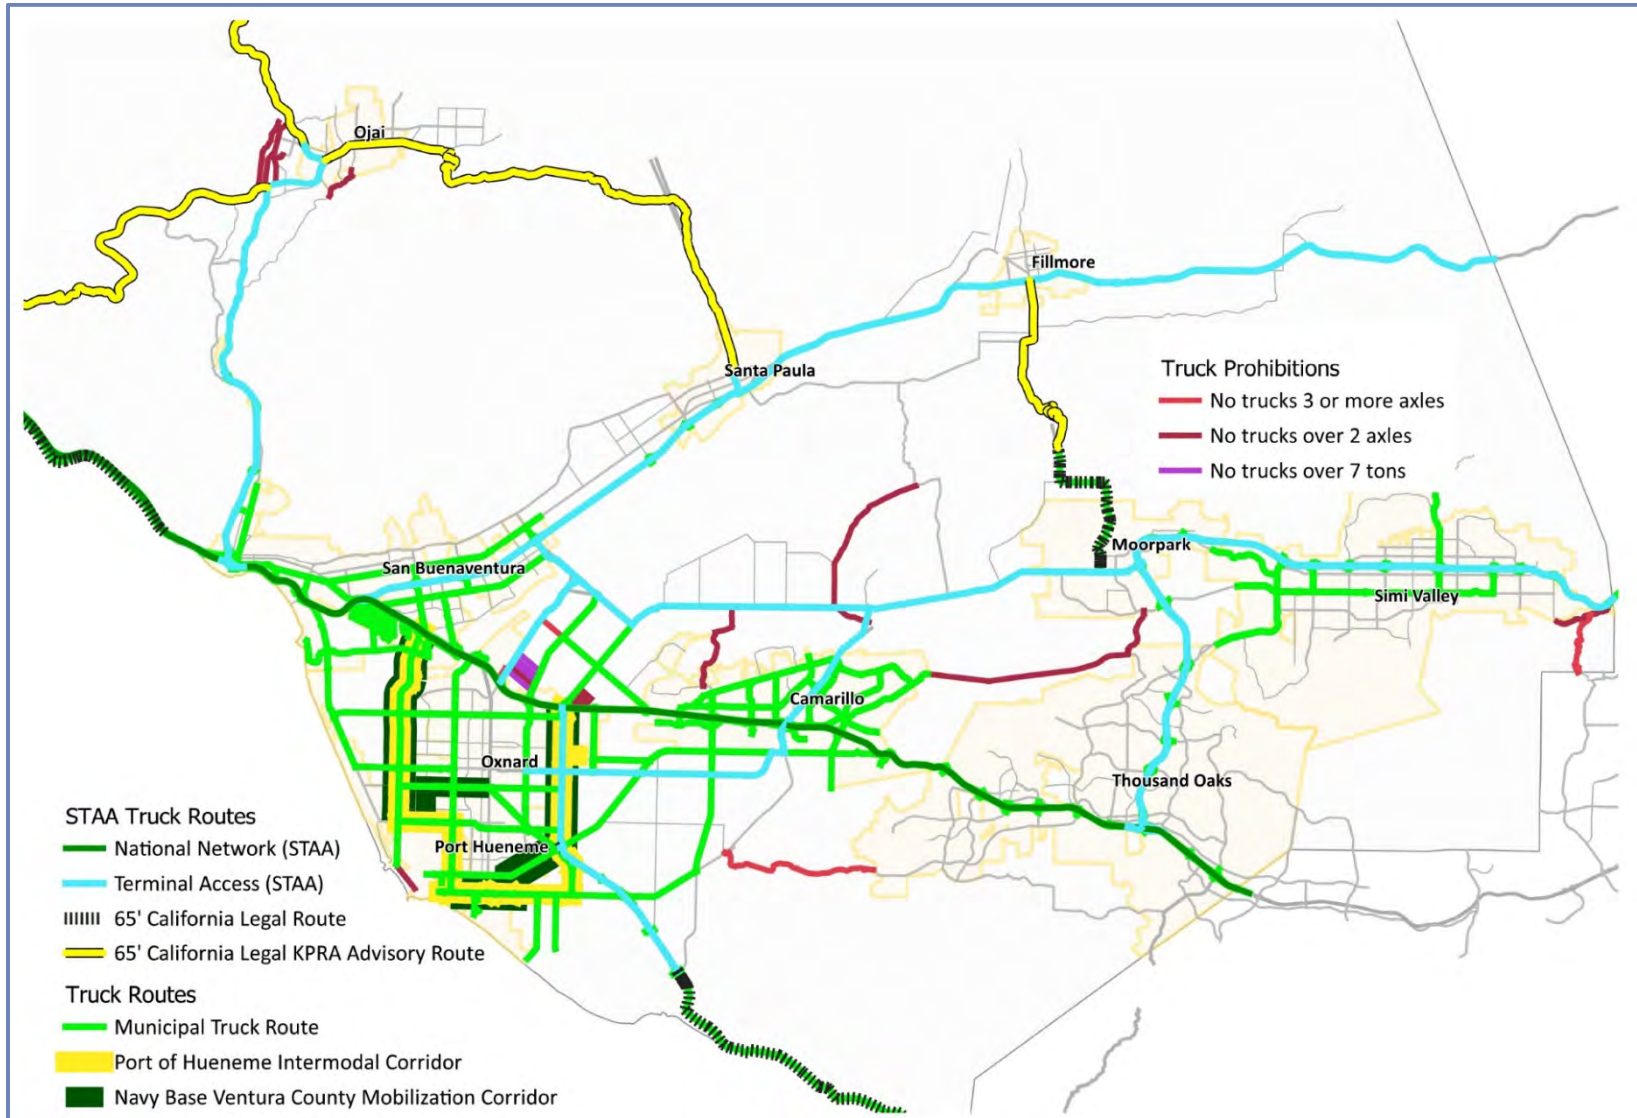 Ojai
Fillmore
Santa Paula
Truck Prohibitions
No trucks 3 or more axles
No trucks over 2 axles
No trucks over 7 tons
Moorpark
San Buenaventura
Simi Valley
Camarillo
Oxnard
Thousand Oaks
Port Hueneme
STAA Truck Routes
National Network (STAA)
Terminal Access (STAA)
65' California Legal Route
65' California Legal KPRA Advisory Route
Truck Routes
Municipal Truck Route
Port of Hueneme Intermodal Corridor
Navy Base Ventura County Mobilization Corridor